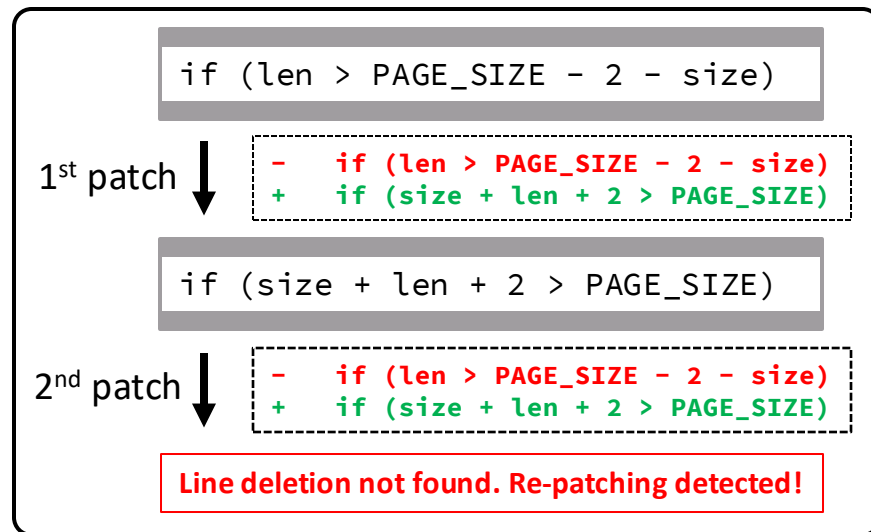 if (len > PAGE_SIZE - 2 - size)
1st patch
- if (len > PAGE_SIZE - 2 - size)
+ if (size + len + 2 > PAGE_SIZE)
if (size + len + 2 > PAGE_SIZE)
2nd patch
- if (len > PAGE_SIZE - 2 - size)
+ if (size + len + 2 > PAGE_SIZE)
Line deletion not found. Re-patching detected!